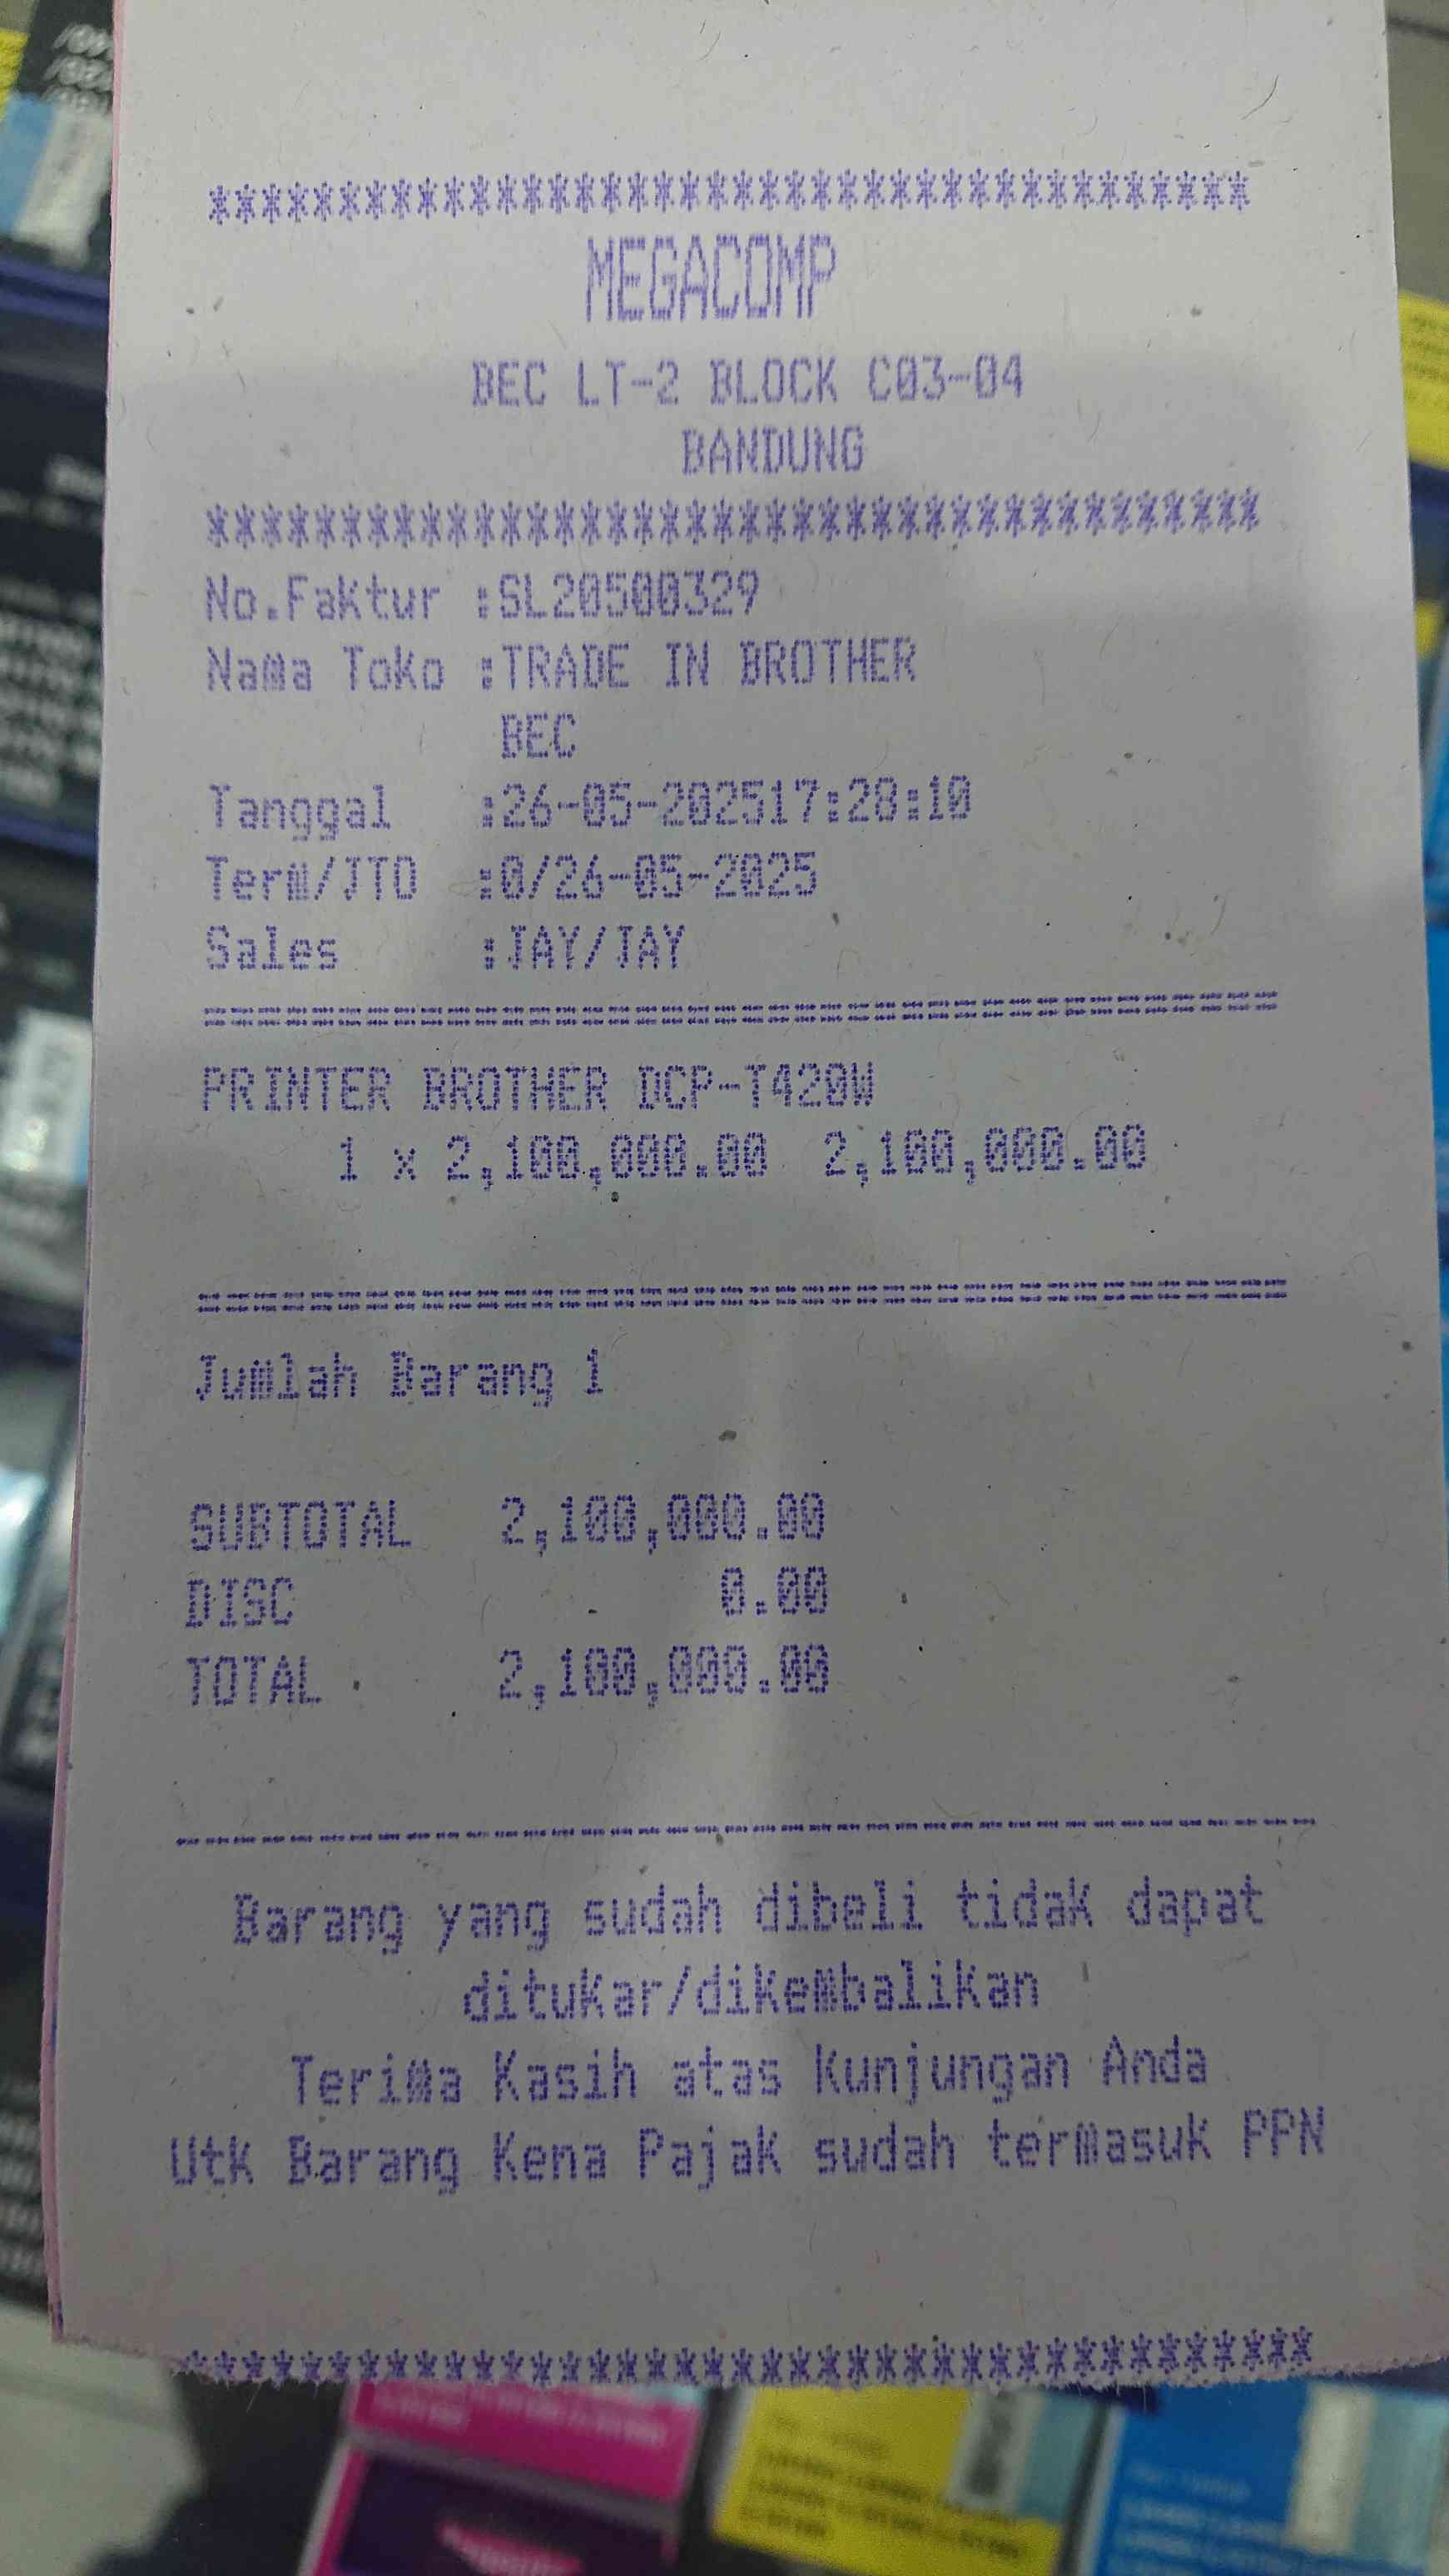 ****************************************
MEGACOMP
BEC LT-2 BLOCK C03-04
BANDUNG
****************************************
No.Faktur :SL20500329
Nama Toko :TRADE IN BROTHER
BEC
Tanggal :26-05-202517:28:10
Term/JTO :0/26-05-2025
Sales :JAY/JAY
========================================
PRINTER BROTHER DCP-T420W
1 x 2,100,000.00 2,100,000.00
========================================
Jumlah Barang 1
SUBTOTAL 2,100,000.00
DISC 0.00
TOTAL 2,100,000.00
----------------------------------------
Barang yang sudah dibeli tidak dapat
ditukar/dikembalikan
Terima Kasih atas Kunjungan Anda
Utk Barang Kena Pajak sudah termasuk PPN
****************************************